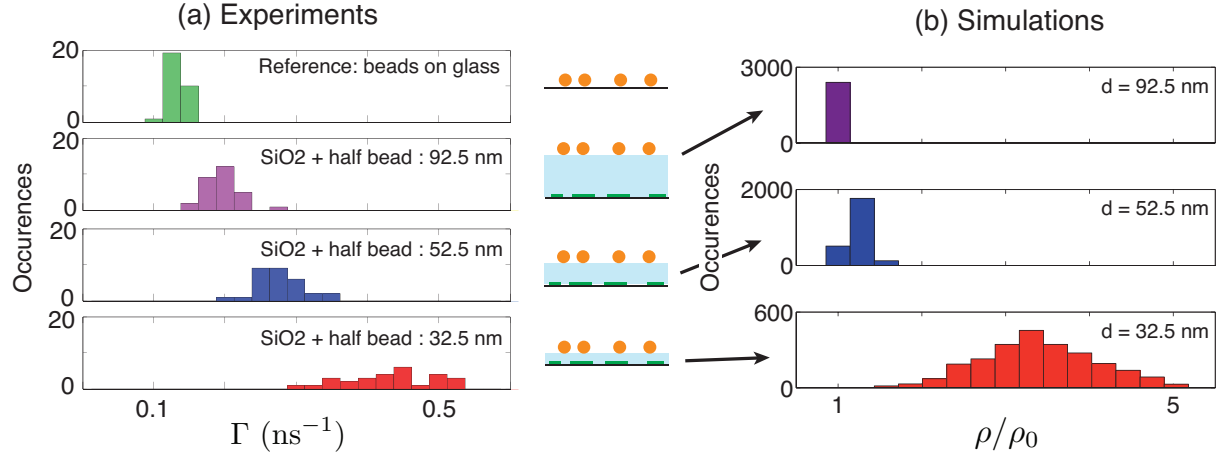 (a) Experiments
Occurences
20
0
Reference: beads on glass
20
0
SiO2 + half bead : 92.5 nm
20
0
SiO2 + half bead : 52.5 nm
20
0
SiO2 + half bead : 32.5 nm
0.1
0.5
Γ (ns⁻¹)
(b) Simulations
Occurences
3000
0
d = 92.5 nm
2000
0
d = 52.5 nm
600
0
d = 32.5 nm
1
5
ρ/ρ₀